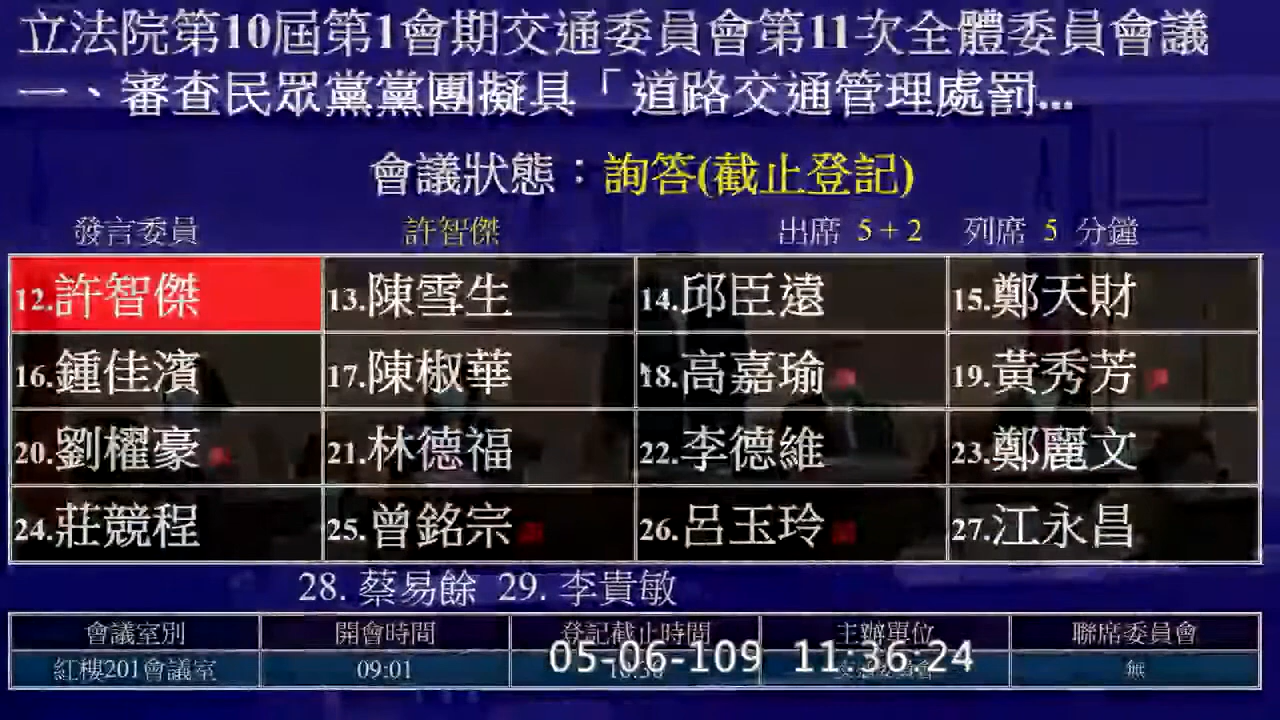 立法院第10屆第1會期交通委員會第11次全體委員會議
一、審查民眾黨黨團擬具「道路交通管理處罰...
會議狀態：詢答(截止登記)
發言委員 許智傑 出席 5 + 2 列席 5 分鐘
12.許智傑 13.陳雪生 14.邱臣遠 15.鄭天財
16.鍾佳濱 17.陳椒華 18.高嘉瑜 19.黃秀芳
20.劉櫂豪 21.林德福 22.李德維 23.鄭麗文
24.莊競程 25.曾銘宗 26.呂玉玲 27.江永昌
28. 蔡易餘 29. 李貴敏
會議室別 開會時間 登記截止時間 主辦單位 聯席委員會
紅樓201會議室 09:01 10:30 無
05-06-109 11:36:24